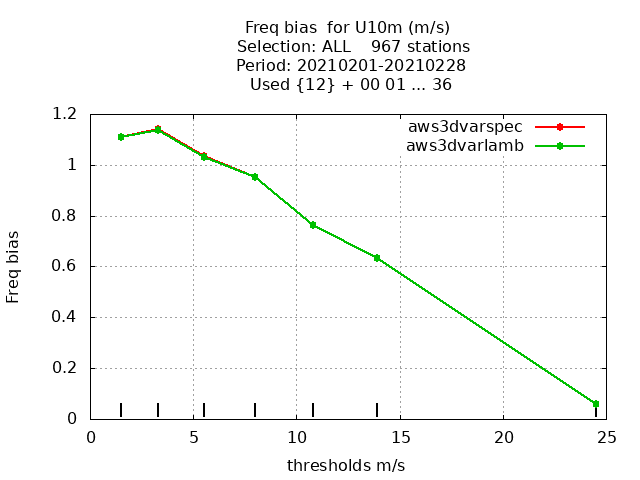 Freq bias  for U10m (m/s)
Selection: ALL    967 stations
Period: 20210201-20210228
Used {12} + 00 01 ... 36
aws3dvarspec
aws3dvarlamb
Freq bias
1.2
1
0.8
0.6
0.4
0.2
0
0 5 10 15 20 25
thresholds m/s